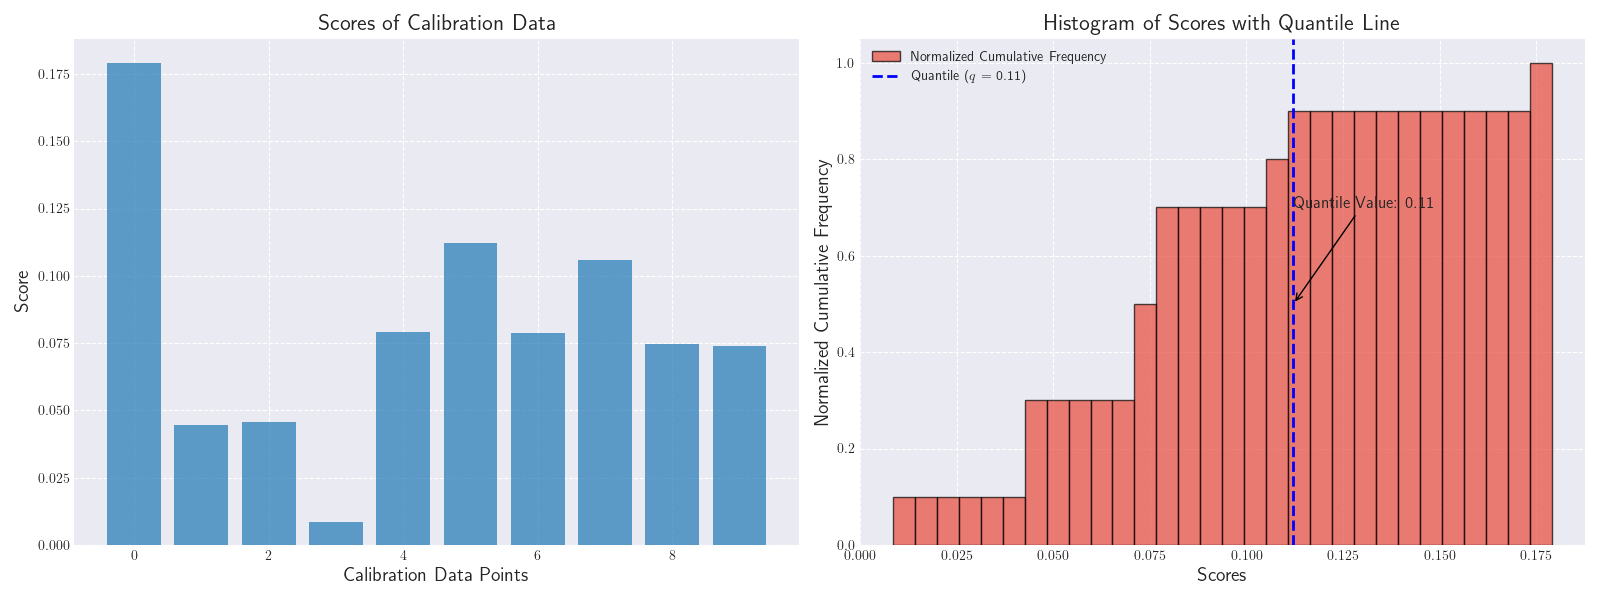 Scores of Calibration Data
Score
0.175
0.150
0.125
0.100
0.075
0.050
0.025
0.000
0 2 4 6 8
Calibration Data Points
Histogram of Scores with Quantile Line
Normalized Cumulative Frequency
Quantile (q = 0.11)
Normalized Cumulative Frequency
1.0
0.8
0.6
0.4
0.2
0.0
Quantile Value: 0.11
0.000 0.025 0.050 0.075 0.100 0.125 0.150 0.175
Scores